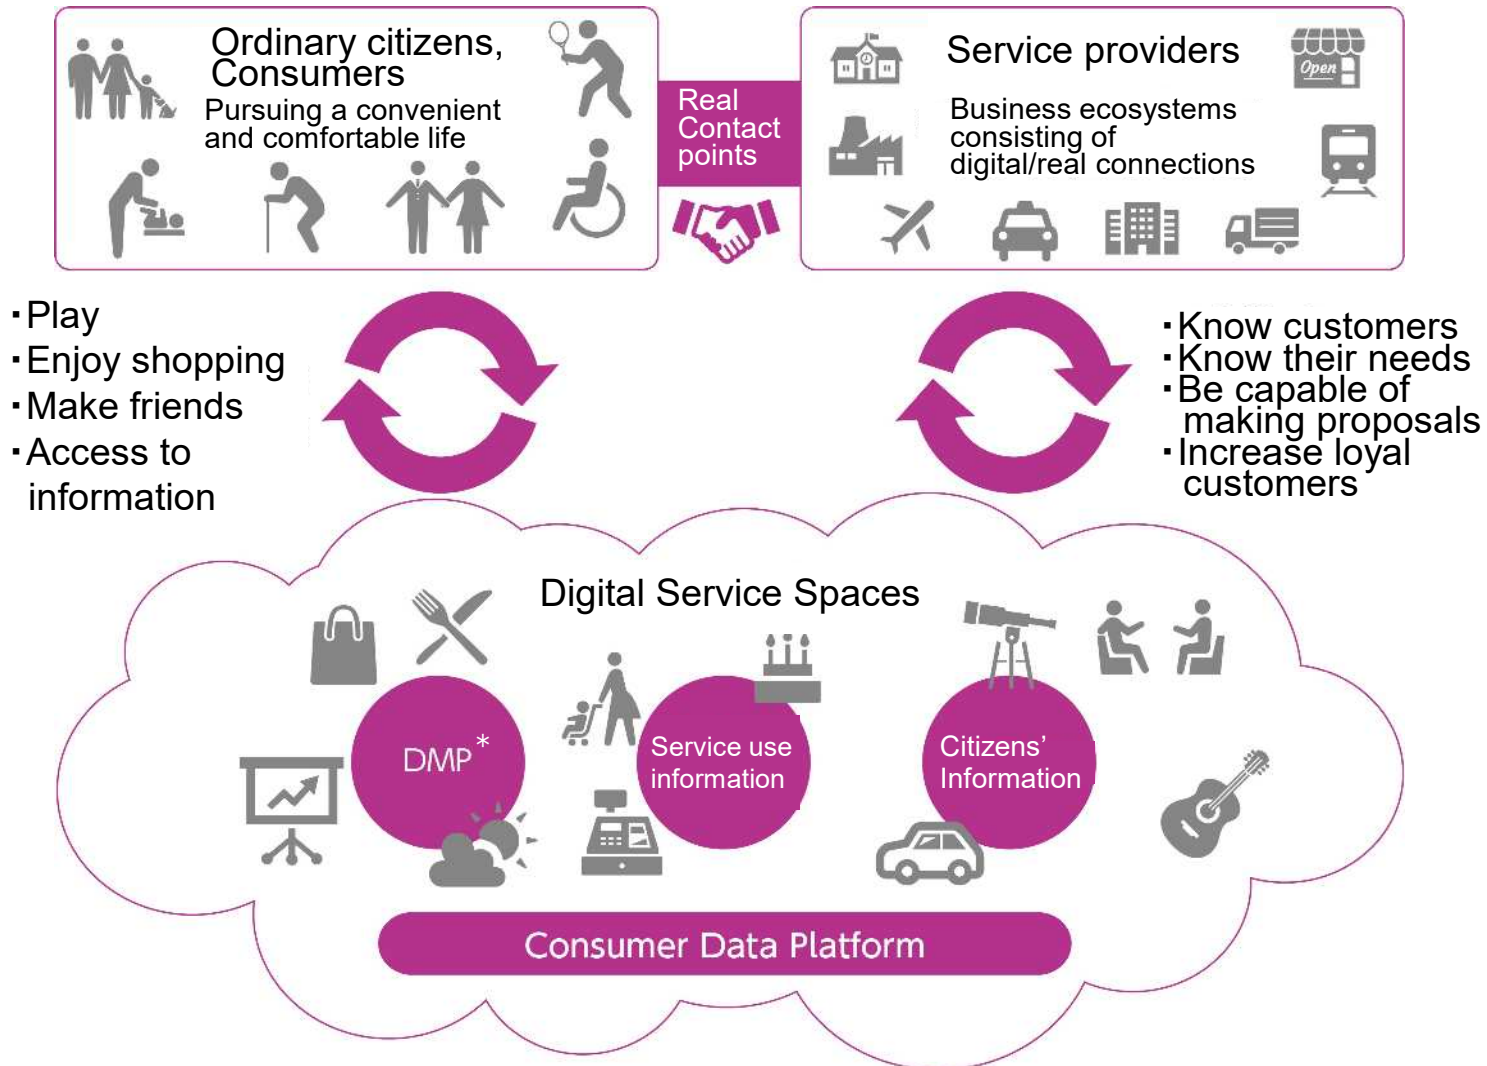 Ordinary citizens,
Consumers
Pursuing a convenient
and comfortable life
Real
Contact
points
Service providers
Open
Business ecosystems
consisting of
digital/real connections
・Play
・Enjoy shopping
・Make friends
・Access to
information
・Know customers
・Know their needs
・Be capable of
making proposals
・Increase loyal
customers
Digital Service Spaces
DMP*
Service use
information
Citizens’
Information
Consumer Data Platform